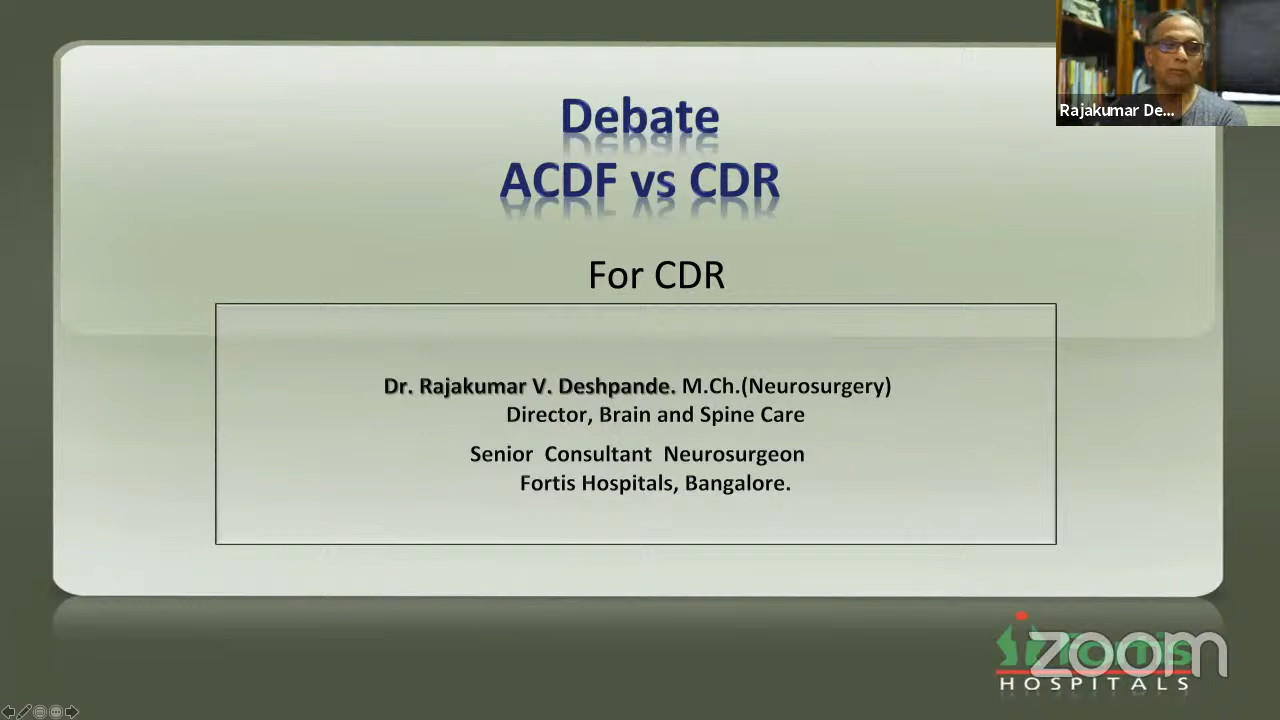 Rajakumar De...
Debate
ACDF vs CDR
For CDR
Dr. Rajakumar V. Deshpande. M.Ch.(Neurosurgery)
Director, Brain and Spine Care
Senior Consultant Neurosurgeon
Fortis Hospitals, Bangalore.
zoom
HOSPITALS